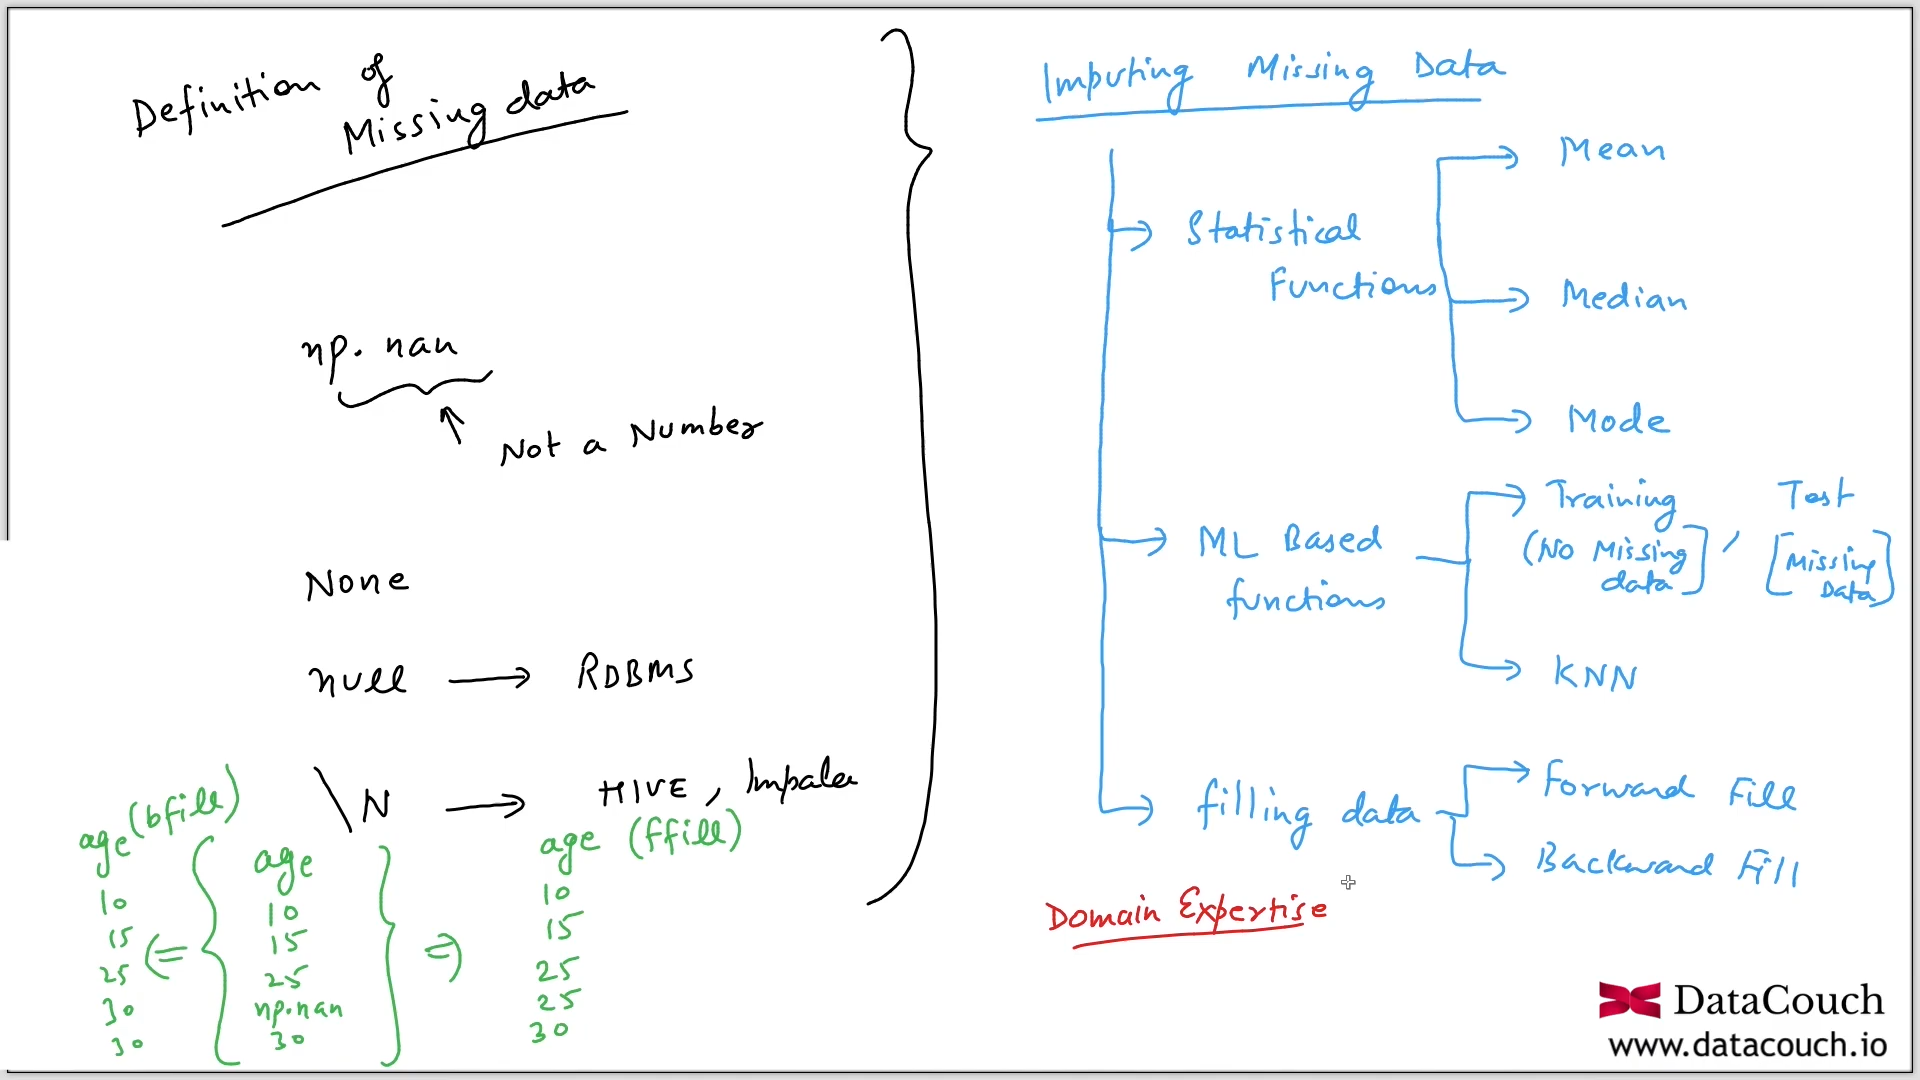 Definition of
Missing data
np.nan
Not a Number
None
null → RDBMS
\N → HIVE, Impala
age (bfill)
10
15
25
30
30
age
10
15
25
np.nan
30
age (ffill)
10
15
25
25
30
Imputing Missing Data
Statistical
Functions
Mean
Median
Mode
ML Based
functions
Training , Test
(No Missing
data]
[Missing
Data]
KNN
filling data
Forward Fill
Backward Fill
Domain Expertise
DataCouch
www.datacouch.io